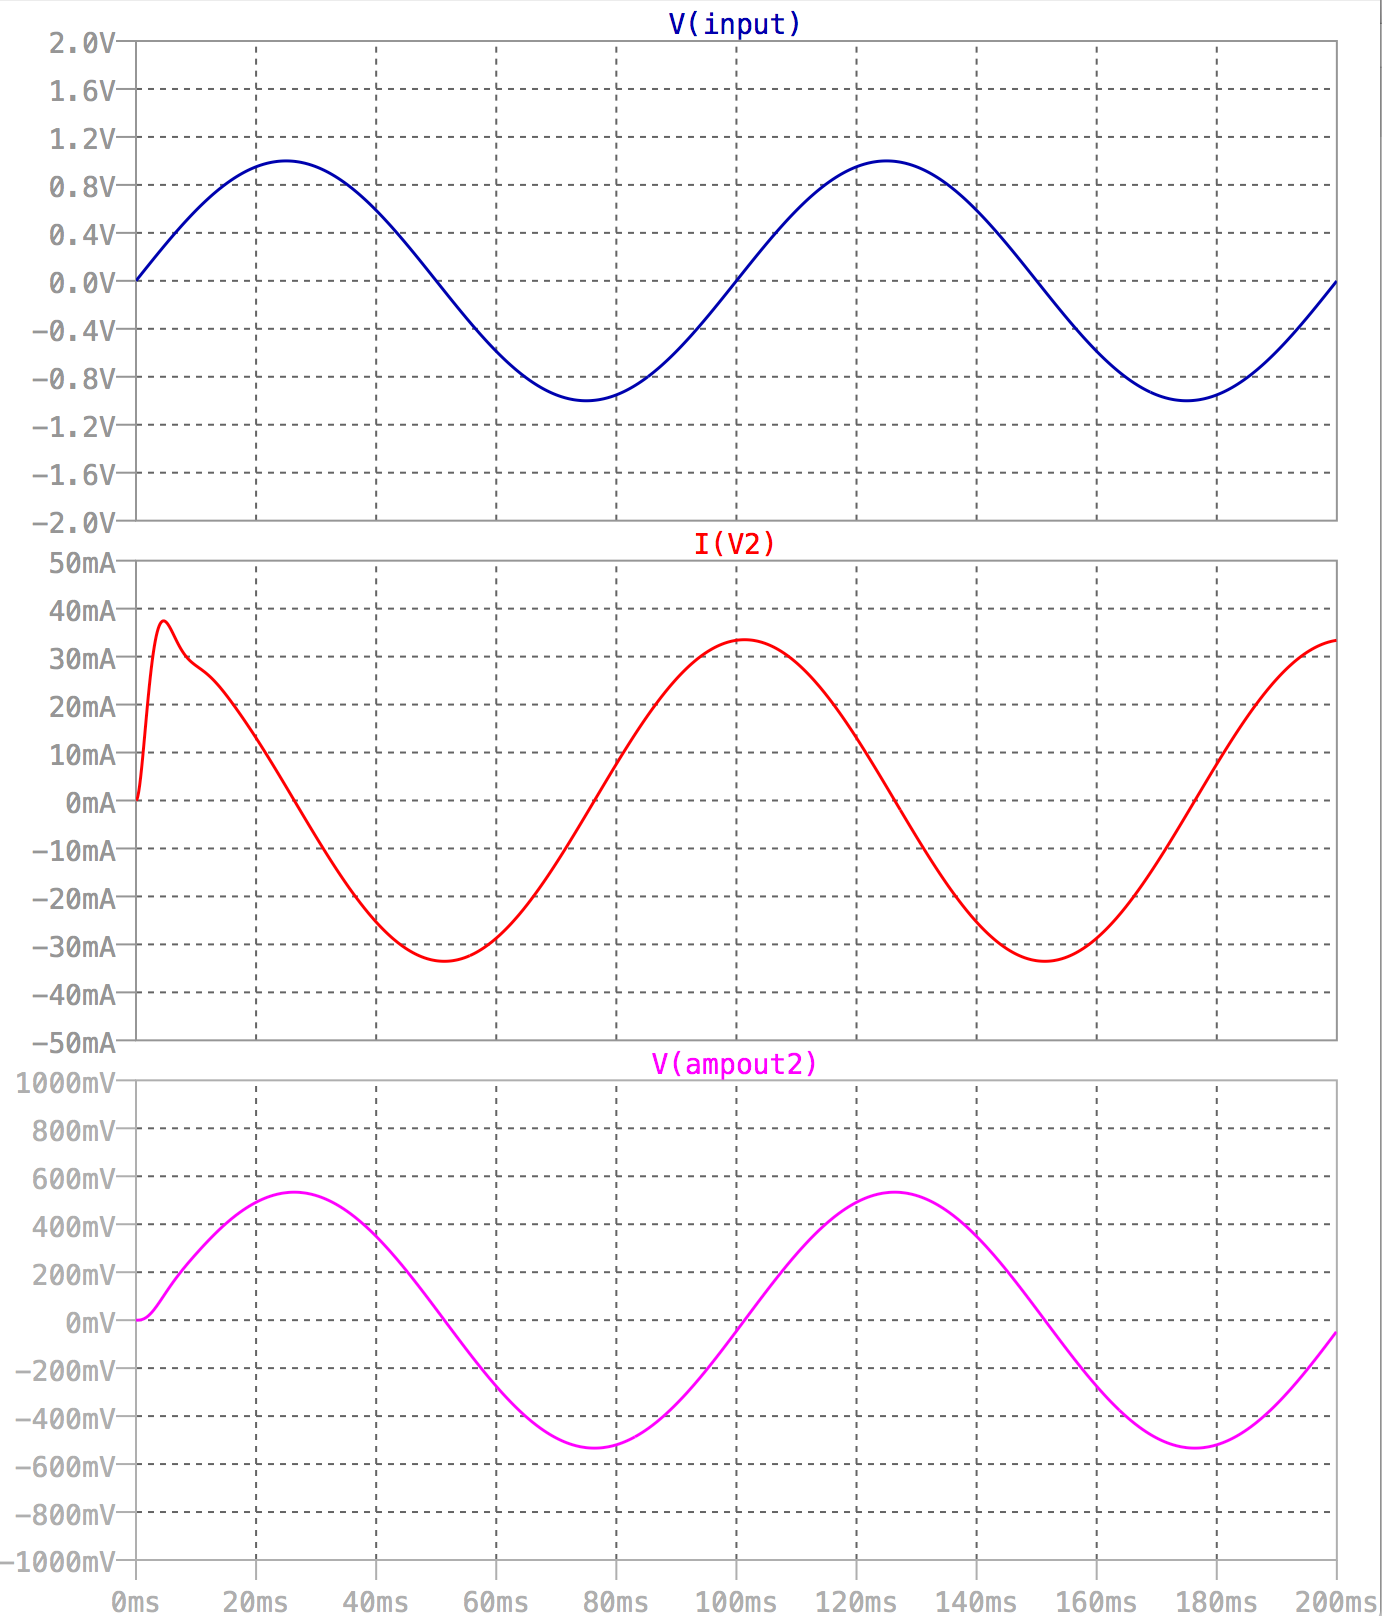 V(input)
2.0V
1.6V
1.2V
0.8V
0.4V
0.0V
−0.4V
−0.8V
−1.2V
−1.6V
−2.0V
I(V2)
50mA
40mA
30mA
20mA
10mA
0mA
−10mA
−20mA
−30mA
−40mA
−50mA
V(ampout2)
1000mV
800mV
600mV
400mV
200mV
0mV
−200mV
−400mV
−600mV
−800mV
−1000mV
0ms 20ms 40ms 60ms 80ms 100ms 120ms 140ms 160ms 180ms 200ms